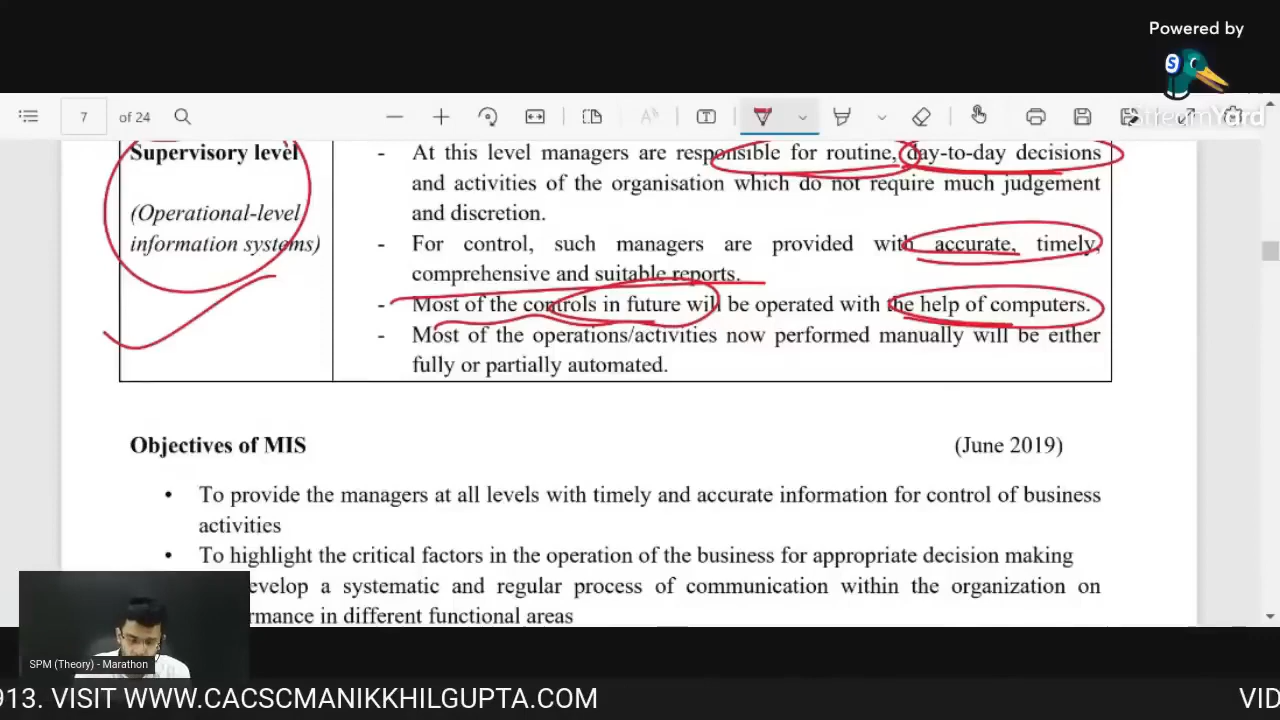 Powered by
S
StreamYard
7
of 24
Supervisory level
(Operational-level
information systems)
- At this level managers are responsible for routine, day-to-day decisions
and activities of the organisation which do not require much judgement
and discretion.
- For control, such managers are provided with accurate, timely,
comprehensive and suitable reports.
- Most of the controls in future will be operated with the help of computers.
- Most of the operations/activities now performed manually will be either
fully or partially automated.
Objectives of MIS (June 2019)
• To provide the managers at all levels with timely and accurate information for control of business
activities
• To highlight the critical factors in the operation of the business for appropriate decision making
evelop a systematic and regular process of communication within the organization on
rmance in different functional areas
SPM (Theory) - Marathon
913. VISIT WWW.CACSCMANIKKHILGUPTA.COM
VID